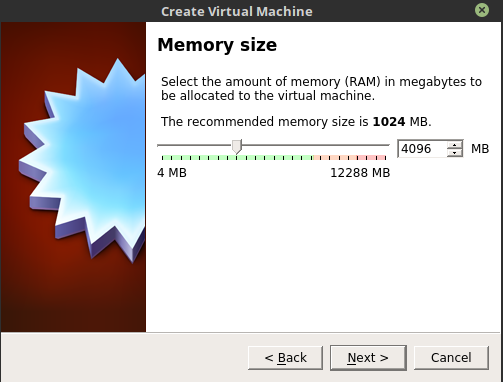 Create Virtual Machine
Memory size
Select the amount of memory (RAM) in megabytes to
be allocated to the virtual machine.
The recommended memory size is 1024 MB.
4096 MB
4 MB 12288 MB
< Back Next > Cancel